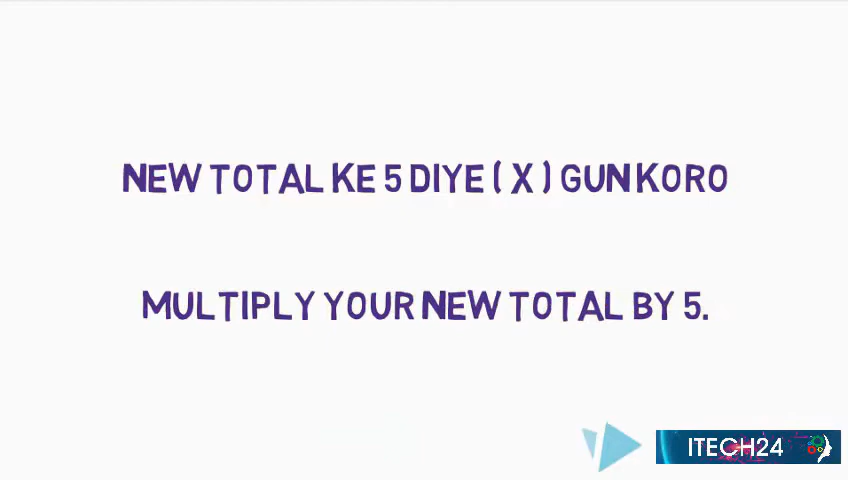 NEW TOTAL KE 5 DIYE ( X ) GUN KORO
MULTIPLY YOUR NEW TOTAL BY 5.
ITECH24